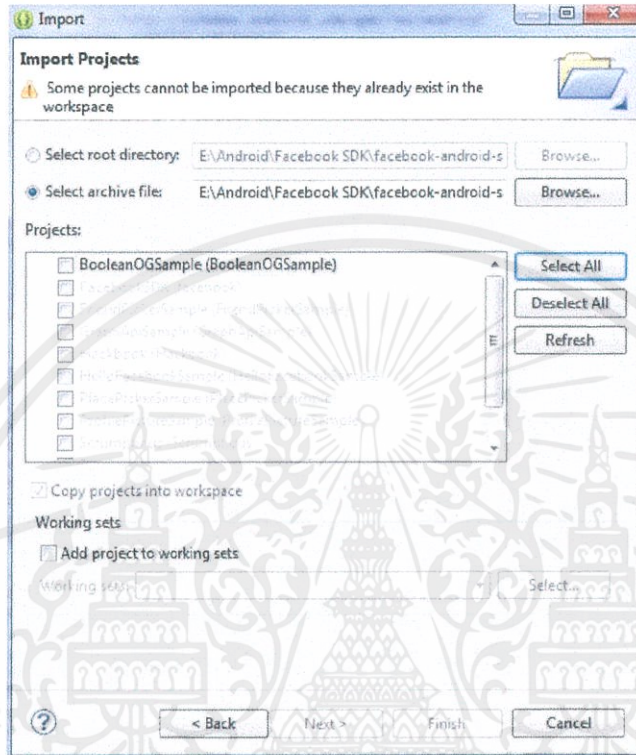 Import
Import Projects
Some projects cannot be imported because they already exist in the
workspace
Select root directory: E:\Android\Facebook SDK\facebook-android-s Browse...
Select archive file: E:\Android\Facebook SDK\facebook-android-s Browse...
Projects:
BooleanOGSample (BooleanOGSample)
Select All
Deselect All
Refresh
Copy projects into workspace
Working sets
Add project to working sets
Working sets: Select...
< Back Next > Finish Cancel